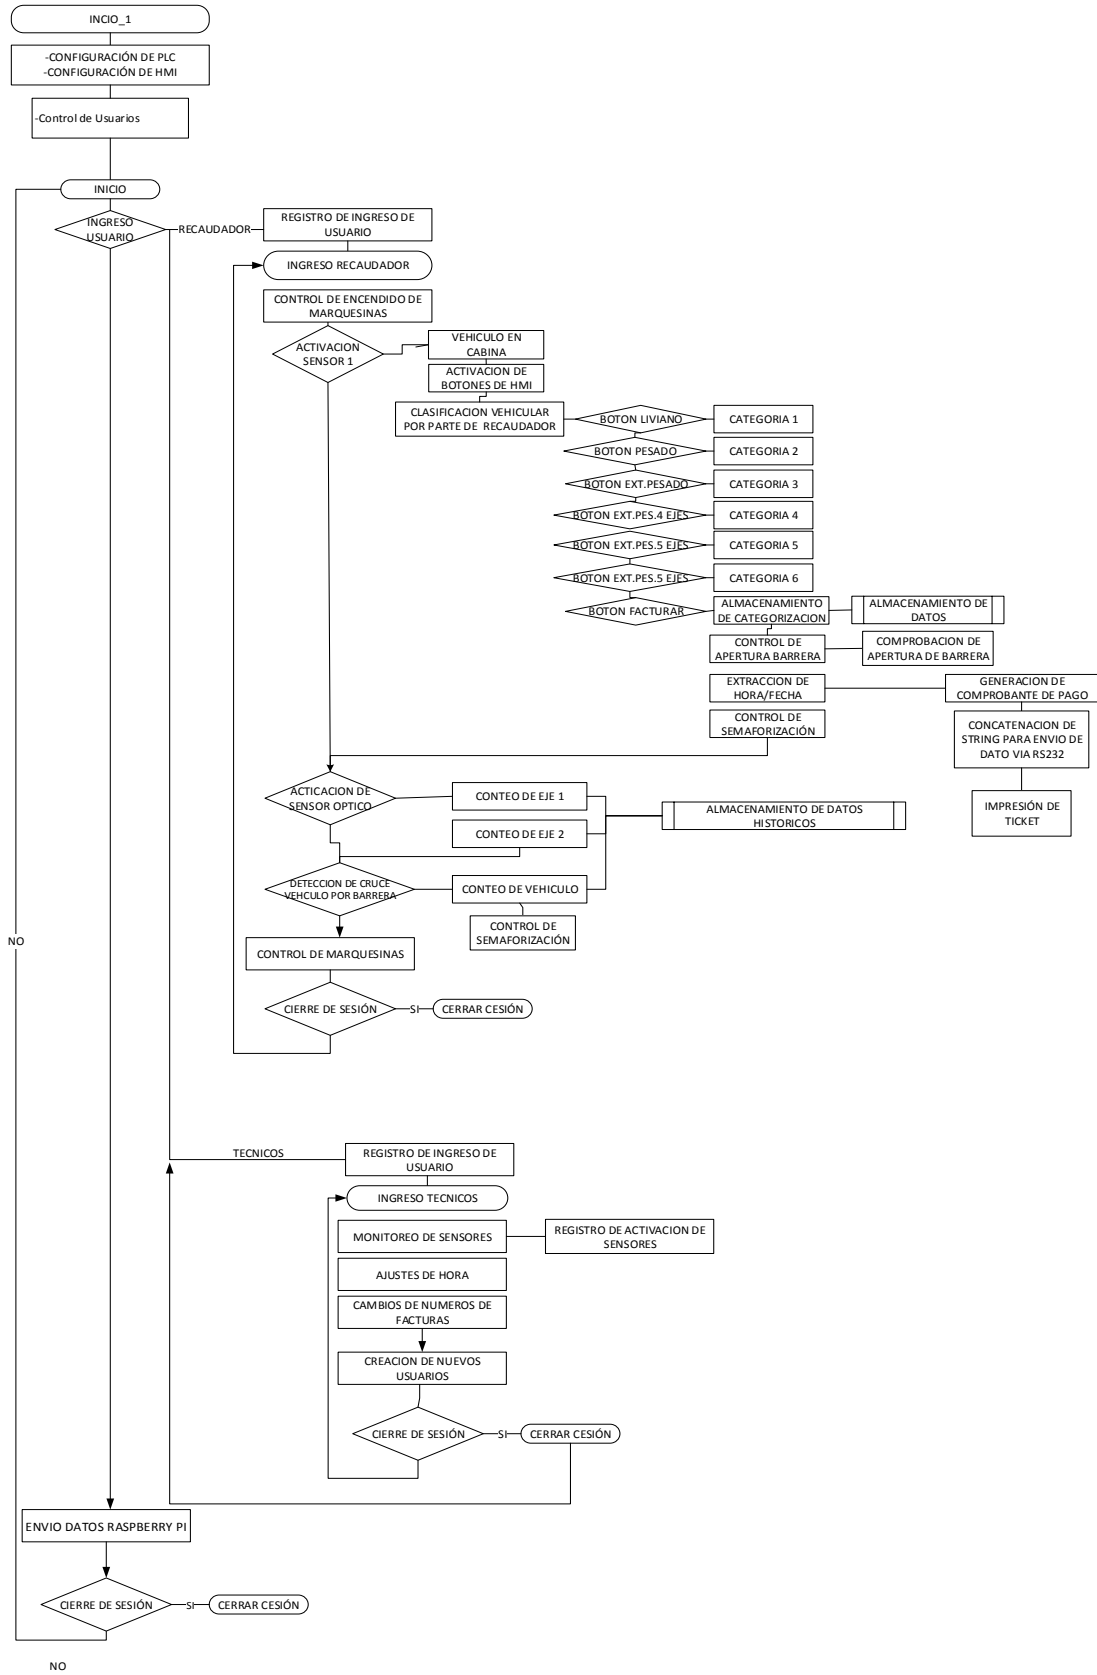 INCIO_1
-CONFIGURACIÓN DE PLC
-CONFIGURACIÓN DE HMI
-Control de Usuarios
INICIO
INGRESO
USUARIO
RECAUDADOR
REGISTRO DE INGRESO DE
USUARIO
INGRESO RECAUDADOR
CONTROL DE ENCENDIDO DE
MARQUESINAS
ACTIVACION
SENSOR 1
VEHICULO EN
CABINA
ACTIVACION DE
BOTONES DE HMI
CLASIFICACION VEHICULAR
POR PARTE DE RECAUDADOR
BOTON LIVIANO
CATEGORIA 1
BOTON PESADO
CATEGORIA 2
BOTON EXT.PESADO
CATEGORIA 3
BOTON EXT.PES.4 EJES
CATEGORIA 4
BOTON EXT.PES.5 EJES
CATEGORIA 5
BOTON EXT.PES.5 EJES
CATEGORIA 6
BOTON FACTURAR
ALMACENAMIENTO
DE CATEGORIZACION
ALMACENAMIENTO DE
DATOS
CONTROL DE
APERTURA BARRERA
COMPROBACION DE
APERTURA DE BARRERA
EXTRACCION DE
HORA/FECHA
GENERACION DE
COMPROBANTE DE PAGO
CONTROL DE
SEMAFORIZACIÓN
CONCATENACION DE
STRING PARA ENVIO DE
DATO VIA RS232
IMPRESIÓN DE
TICKET
ACTICACION DE
SENSOR OPTICO
CONTEO DE EJE 1
CONTEO DE EJE 2
ALMACENAMIENTO DE DATOS
HISTORICOS
DETECCION DE CRUCE
VEHCULO POR BARRERA
CONTEO DE VEHICULO
CONTROL DE
SEMAFORIZACIÓN
NO
CONTROL DE MARQUESINAS
CIERRE DE SESIÓN
SI
CERRAR CESIÓN
TECNICOS
REGISTRO DE INGRESO DE
USUARIO
INGRESO TECNICOS
MONITOREO DE SENSORES
REGISTRO DE ACTIVACION DE
SENSORES
AJUSTES DE HORA
CAMBIOS DE NUMEROS DE
FACTURAS
CREACION DE NUEVOS
USUARIOS
CIERRE DE SESIÓN
SI
CERRAR CESIÓN
ENVIO DATOS RASPBERRY PI
CIERRE DE SESIÓN
SI
CERRAR CESIÓN
NO